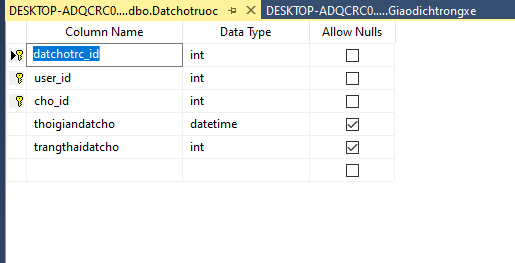 DESKTOP-ADQCRC0....dbo.Datchotruoc DESKTOP-ADQCRC0.....Giaodichtrongxe
Column Name Data Type Allow Nulls
datchotrc_id int
user_id int
cho_id int
thoigiandatcho datetime
trangthaidatcho int